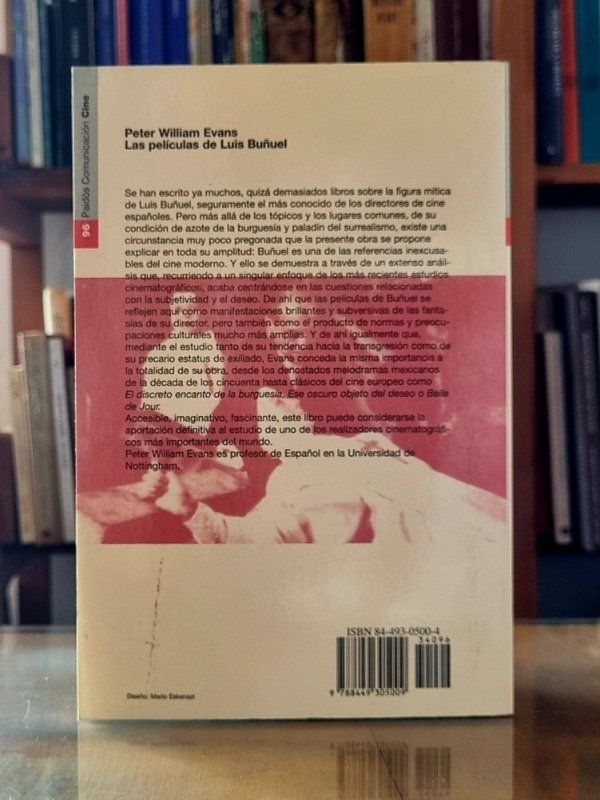 96 Paidós Comunicación Cine
Peter William Evans
Las películas de Luis Buñuel
Se han escrito ya muchos, quizá demasiados libros sobre la figura mítica
de Luis Buñuel, seguramente el más conocido de los directores de cine
españoles. Pero más allá de los tópicos y los lugares comunes, de su
condición de azote de la burguesía y paladín del surrealismo, existe una
circunstancia muy poco pregonada que la presente obra se propone
explicar en toda su amplitud: Buñuel es una de las referencias inexcusa-
bles del cine moderno. Y ello se demuestra a través de un extenso análi-
sis que, recurriendo a un singular enfoque de los más recientes estudios
cinematográficos, acaba centrándose en las cuestiones relacionadas
con la subjetividad y el deseo. De ahí que las películas de Buñuel se
reflejen aquí como manifestaciones brillantes y subversivas de las fanta-
sías de su director, pero también como el producto de normas y preocu-
paciones culturales mucho más amplias. Y de ahí igualmente que,
mediante el estudio tanto de su tendencia hacia la transgresión como de
su precario estatus de exiliado, Evans conceda la misma importancia a
la totalidad de su obra, desde los denostados melodramas mexicanos
de la década de los cincuenta hasta clásicos del cine europeo como
El discreto encanto de la burguesía, Ese oscuro objeto del deseo o Belle
de Jour.
Accesible, imaginativo, fascinante, este libro puede considerarse la
aportación definitiva al estudio de uno de los realizadores cinematográfi-
cos más importantes del mundo.
Peter William Evans es profesor de Español en la Universidad de
Nottingham.
ISBN 84-493-0500-4
34096
9 788449 305009
Diseño: Mario Eskenazi